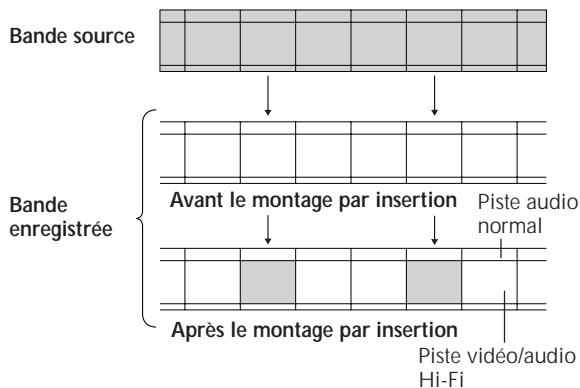 Bande source
Avant le montage par insertion
Bande
enregistrée
Piste audio
normal
Après le montage par insertion
Piste vidéo/audio
Hi-Fi